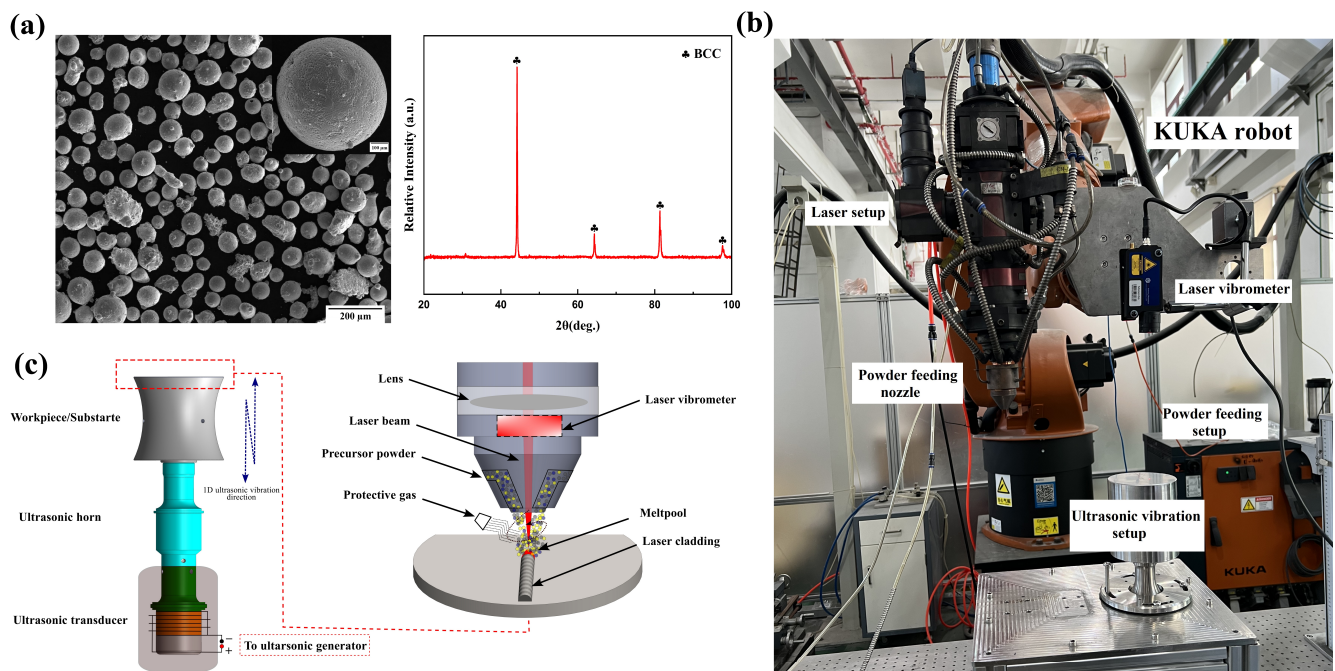 (a)
100 μm
200 μm
Relative Intensity (a.u.)
♣ BCC
♣
♣
♣
♣
20
40
60
80
100
2θ(deg.)
(b)
KUKA robot
Laser setup
Laser vibrometer
Powder feeding
nozzle
Powder feeding
setup
Ultrasonic vibration
setup
KUKA
(c)
Workpiece/Substarte
1D ultrasonic vibration
direction
Ultrasonic horn
Ultrasonic transducer
−
+
To ultarsonic generator
Lens
Laser beam
Precursor powder
Protective gas
Laser vibrometer
Meltpool
Laser cladding